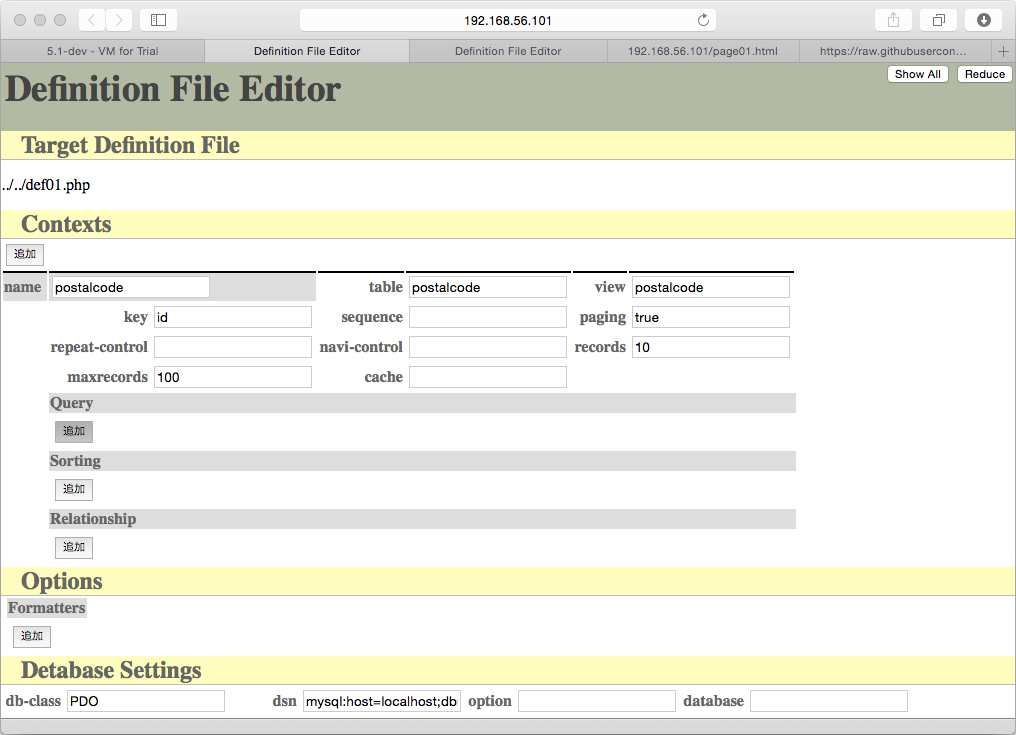 192.168.56.101
5.1-dev - VM for Trial
Definition File Editor
Definition File Editor
192.168.56.101/page01.html
https://raw.githubusercon...
Show All
Reduce
Definition File Editor
Target Definition File
../../def01.php
Contexts
追加
name postalcode table postalcode view postalcode
key id sequence paging true
repeat-control navi-control records 10
maxrecords 100 cache
Query
追加
Sorting
追加
Relationship
追加
Options
Formatters
追加
Detabase Settings
db-class PDO dsn mysql:host=localhost;db option database